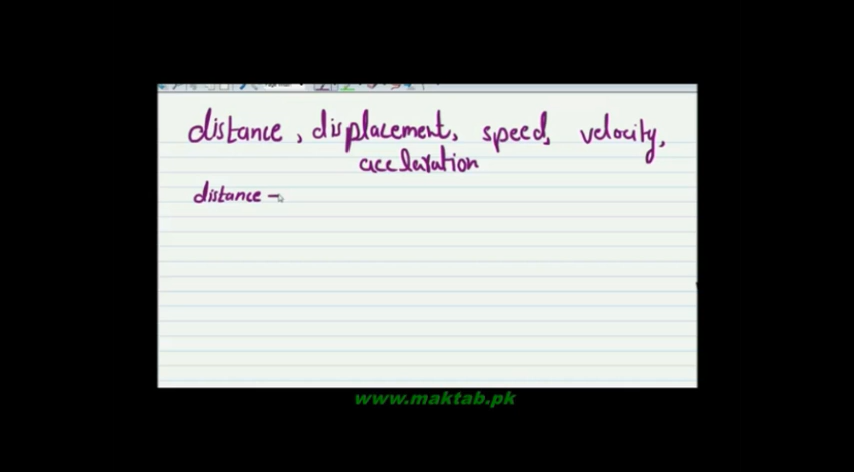 distance, displacement, speed, velocity,
acceleration
distance -
www.maktab.pk